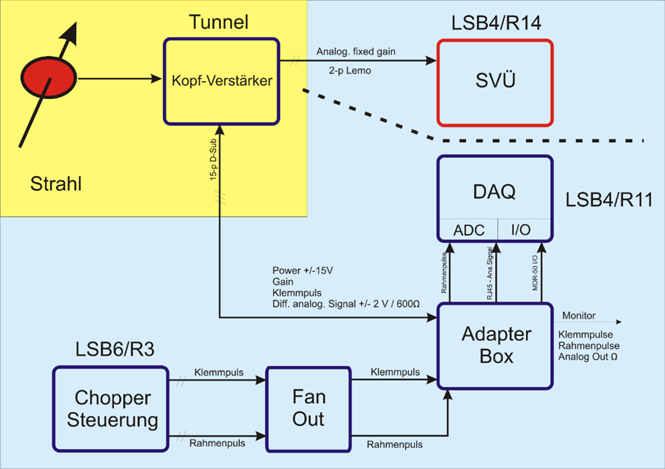 Tunnel
LSB4/R14
Analog. fixed gain
2-p Lemo
Kopf-Verstärker
SVÜ
Strahl
15-p D-Sub
DAQ
LSB4/R11
ADC
I/O
Rahmenpulse
RJ45 - Ana.Signal
MDR-50 I/O
Power +/-15V
Gain
Klemmpuls
Diff. analog. Signal +/- 2 V / 600Ω
Adapter
Box
Monitor
Klemmpulse
Rahmenpulse
Analog Out Ω
LSB6/R3
Chopper
Steuerung
Klemmpuls
Rahmenpuls
Fan
Out
Klemmpuls
Rahmenpuls